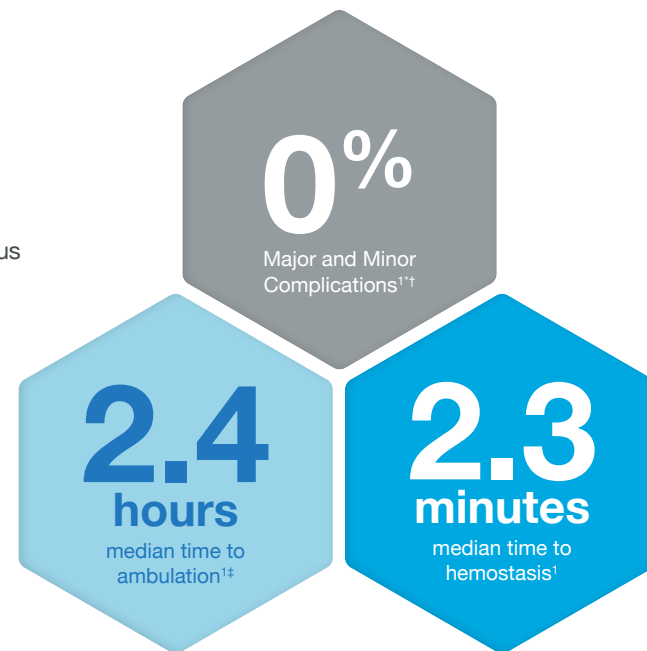 0%
Major and Minor
Complications¹*†
us
2.4
hours
median time to
ambulation¹‡
2.3
minutes
median time to
hemostasis¹